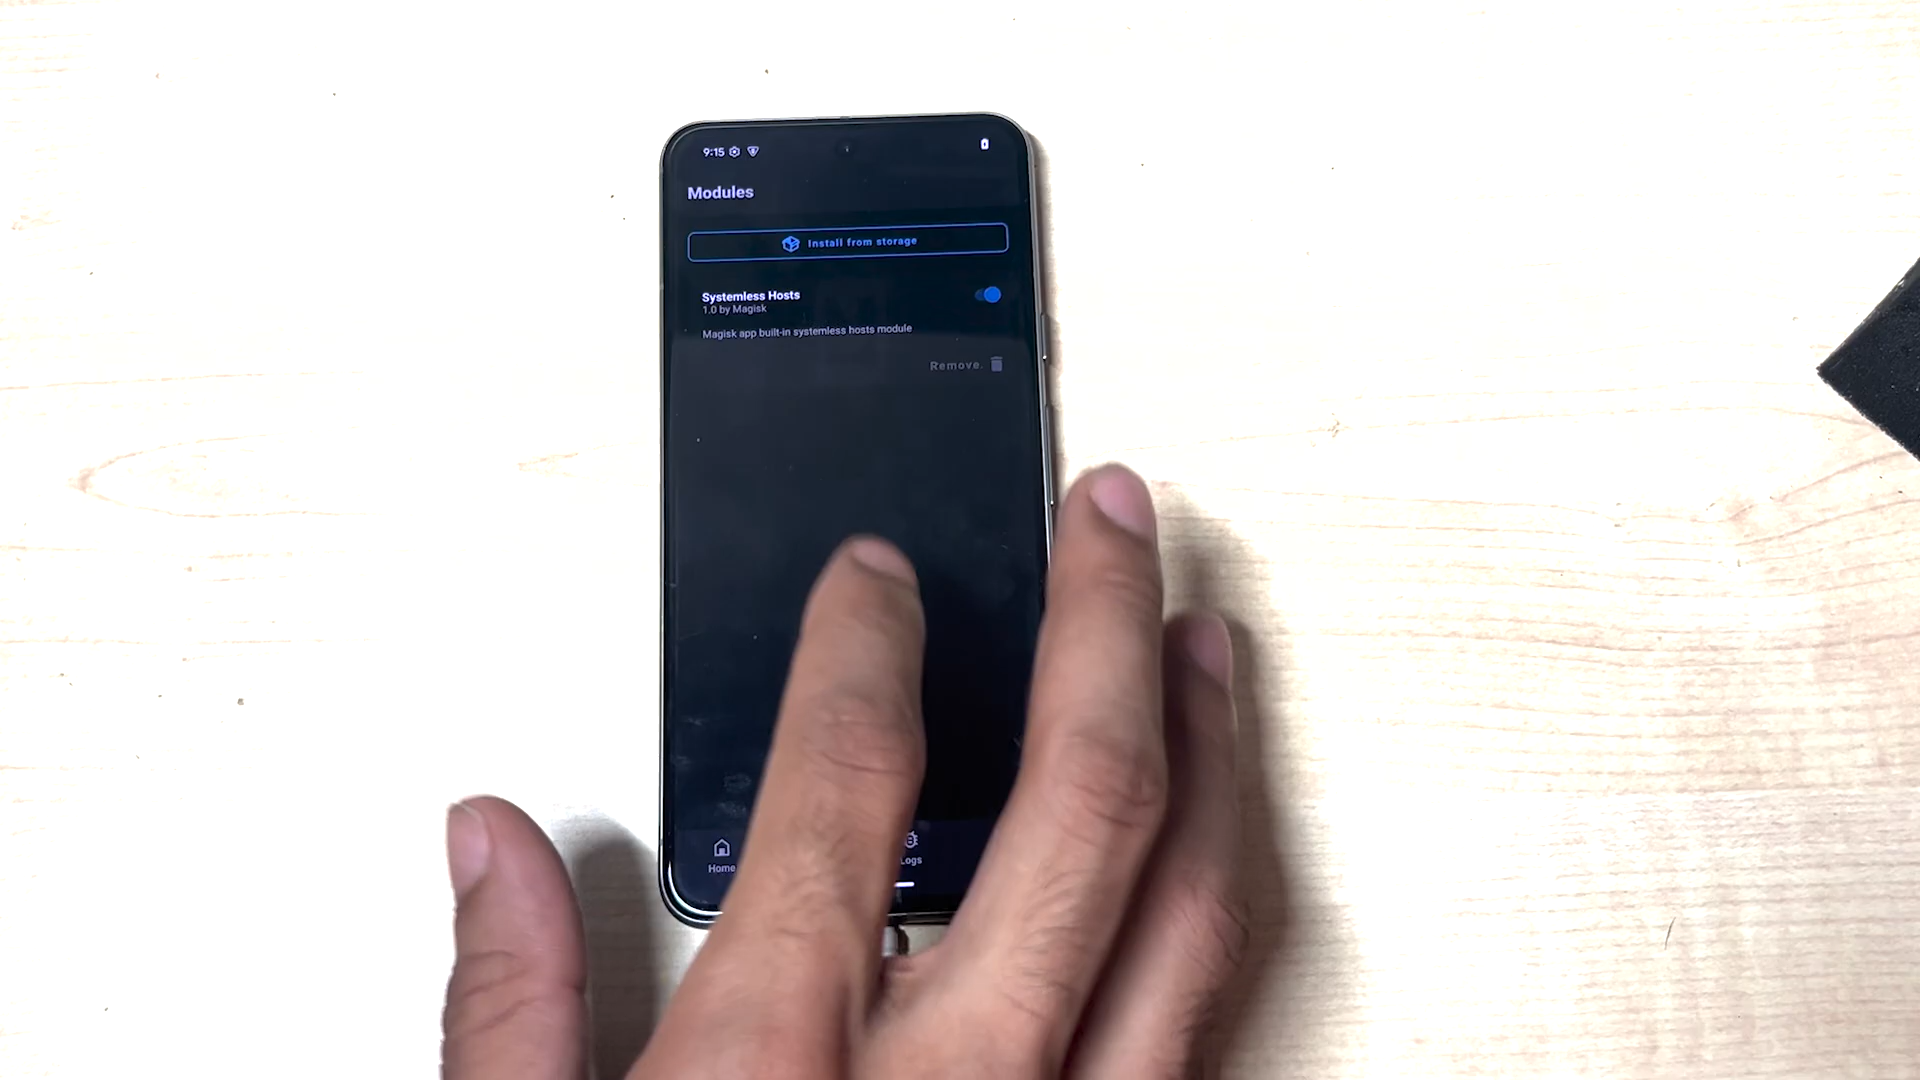 9:15
Modules
Install from storage
Systemless Hosts
1.0 by Magisk
Magisk app built-in systemless hosts module
Remove
Home
Logs